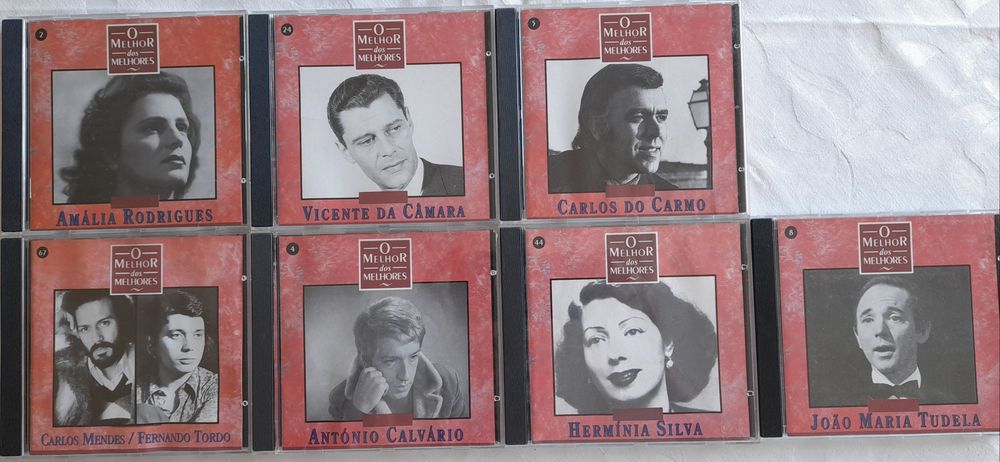 2
O
MELHOR
dos
MELHORES
AMÁLIA RODRIGUES
24
O
MELHOR
dos
MELHORES
VICENTE DA CÂMARA
5
O
MELHOR
dos
MELHORES
CARLOS DO CARMO
67
O
MELHOR
dos
MELHORES
CARLOS MENDES / FERNANDO TORDO
4
O
MELHOR
dos
MELHORES
ANTÓNIO CALVÁRIO
44
O
MELHOR
dos
MELHORES
HERMÍNIA SILVA
8
O
MELHOR
dos
MELHORES
JOÃO MARIA TUDELA